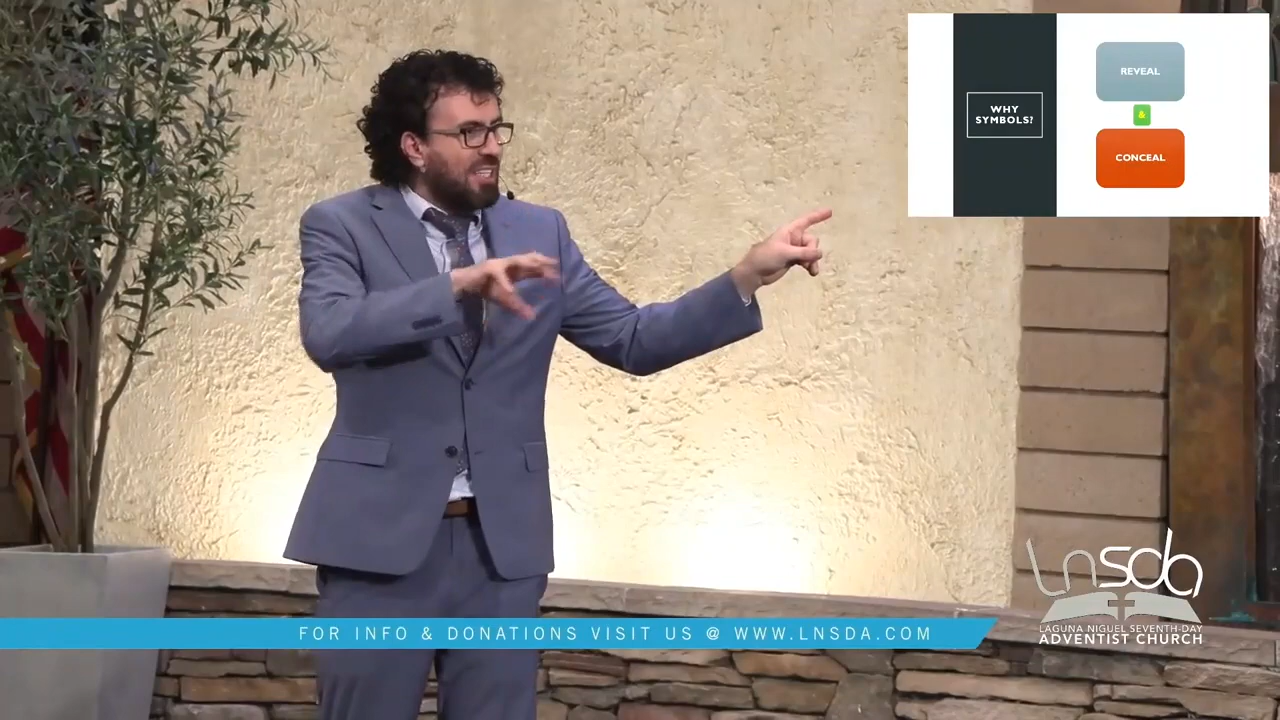 WHY
SYMBOLS?
REVEAL
&
CONCEAL
FOR INFO & DONATIONS VISIT US @ WWW.LNSDA.COM
lnsda
LAGUNA NIGUEL SEVENTH-DAY
ADVENTIST CHURCH